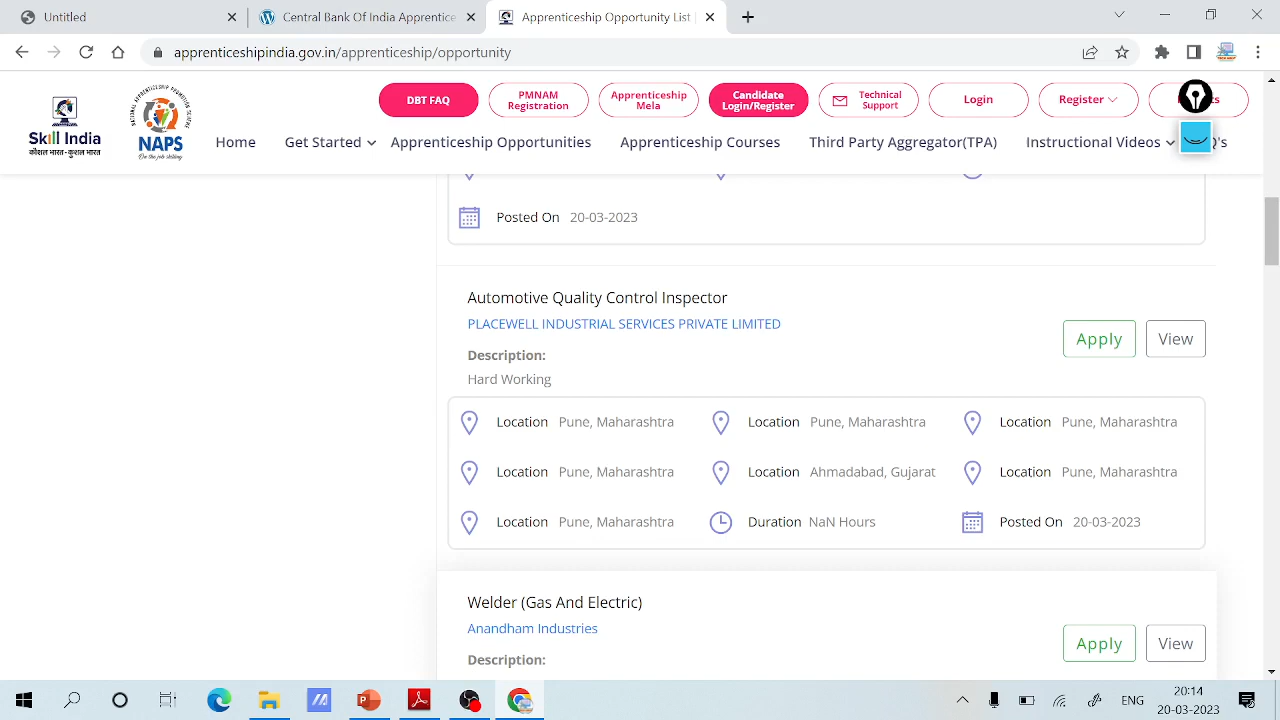 Untitled
Central Bank Of India Apprentice
Apprenticeship Opportunity List
apprenticeshipindia.gov.in/apprenticeship/opportunity
Skill India
कौशल भारत-कुशल भारत
NAPS
On the job skilling
DBT FAQ
PMNAM Registration
Apprenticeship Mela
Candidate Login/Register
Technical Support
Login
Register
Home
Get Started
Apprenticeship Opportunities
Apprenticeship Courses
Third Party Aggregator(TPA)
Instructional Videos
Posted On 20-03-2023
Automotive Quality Control Inspector
PLACEWELL INDUSTRIAL SERVICES PRIVATE LIMITED
Apply View
Description:
Hard Working
Location Pune, Maharashtra Location Pune, Maharashtra Location Pune, Maharashtra
Location Pune, Maharashtra Location Ahmadabad, Gujarat Location Pune, Maharashtra
Location Pune, Maharashtra Duration NaN Hours Posted On 20-03-2023
Welder (Gas And Electric)
Anandham Industries
Apply View
Description:
ENG
20:14
20-03-2023